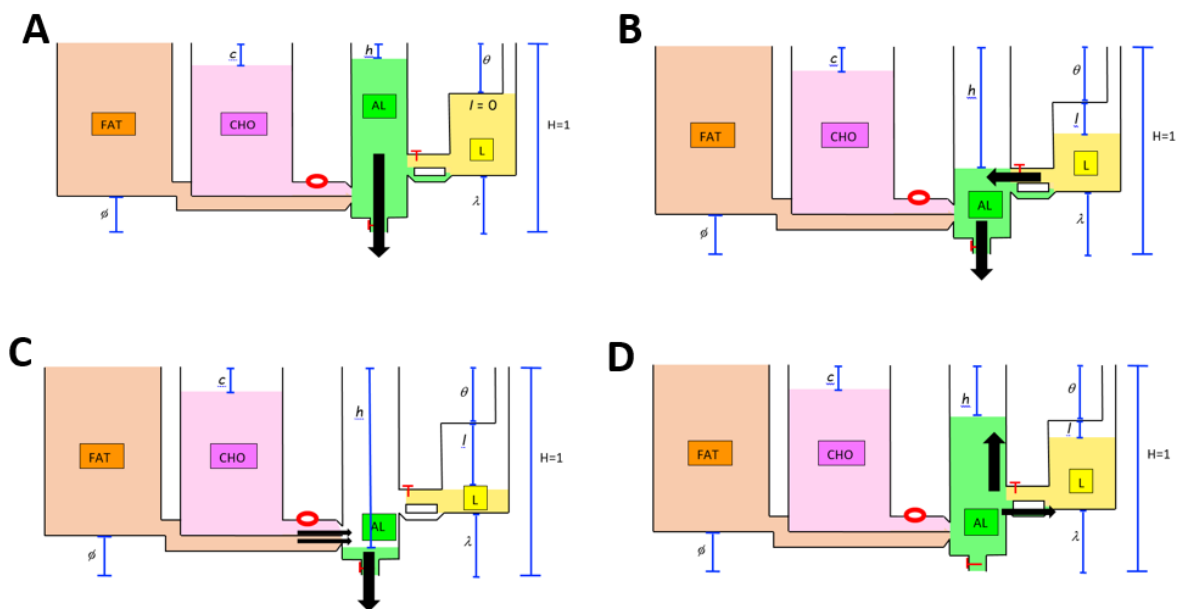 A
c
h
θ
FAT
CHO
AL
l = 0
L
H=1
ϕ
λ
B
c
h
θ
l
FAT
CHO
L
H=1
AL
ϕ
λ
C
c
θ
h
l
FAT
CHO
H=1
L
AL
ϕ
λ
D
c
h
θ
l
FAT
CHO
L
H=1
AL
ϕ
λ